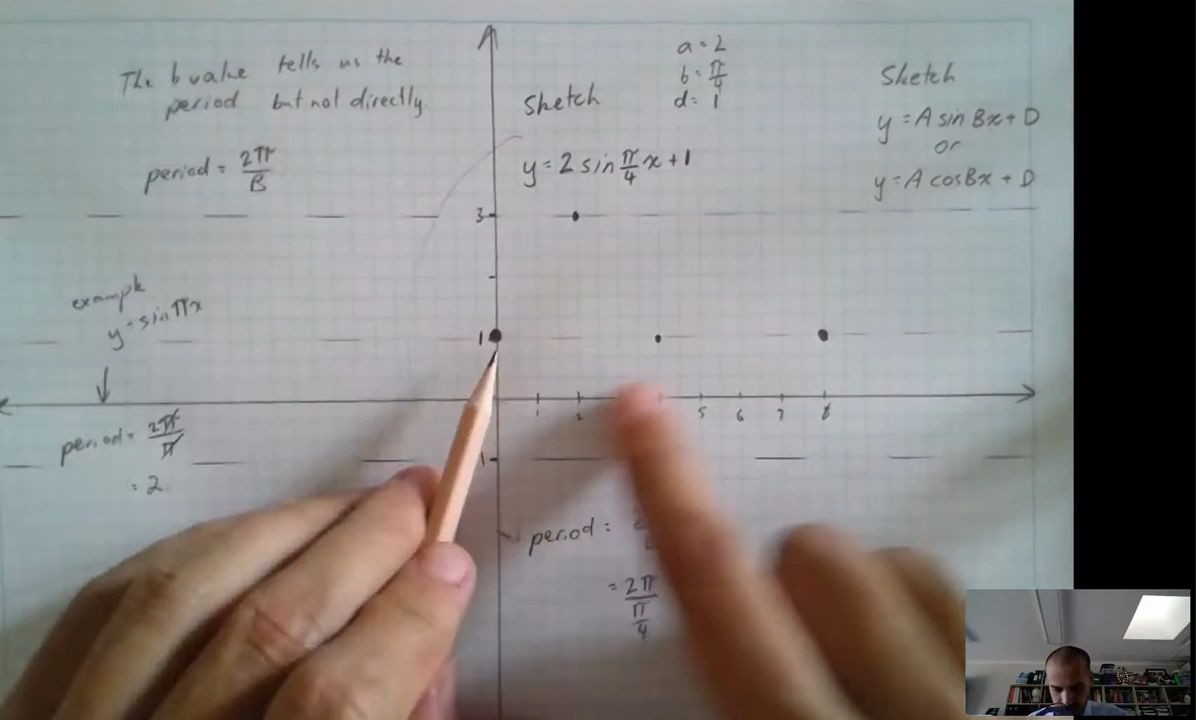 The b value tells us the
period but not directly.
period = 2π/B
example
y = sin πx
period = 2π/π
= 2
Sketch
y = 2 sin π/4 x + 1
a = 2
b = π/4
d = 1
Sketch
y = A sin Bx + D
or
y = A cos Bx + D
3
1
1 2 5 6 7 8
1
period =
= 2π/π/4